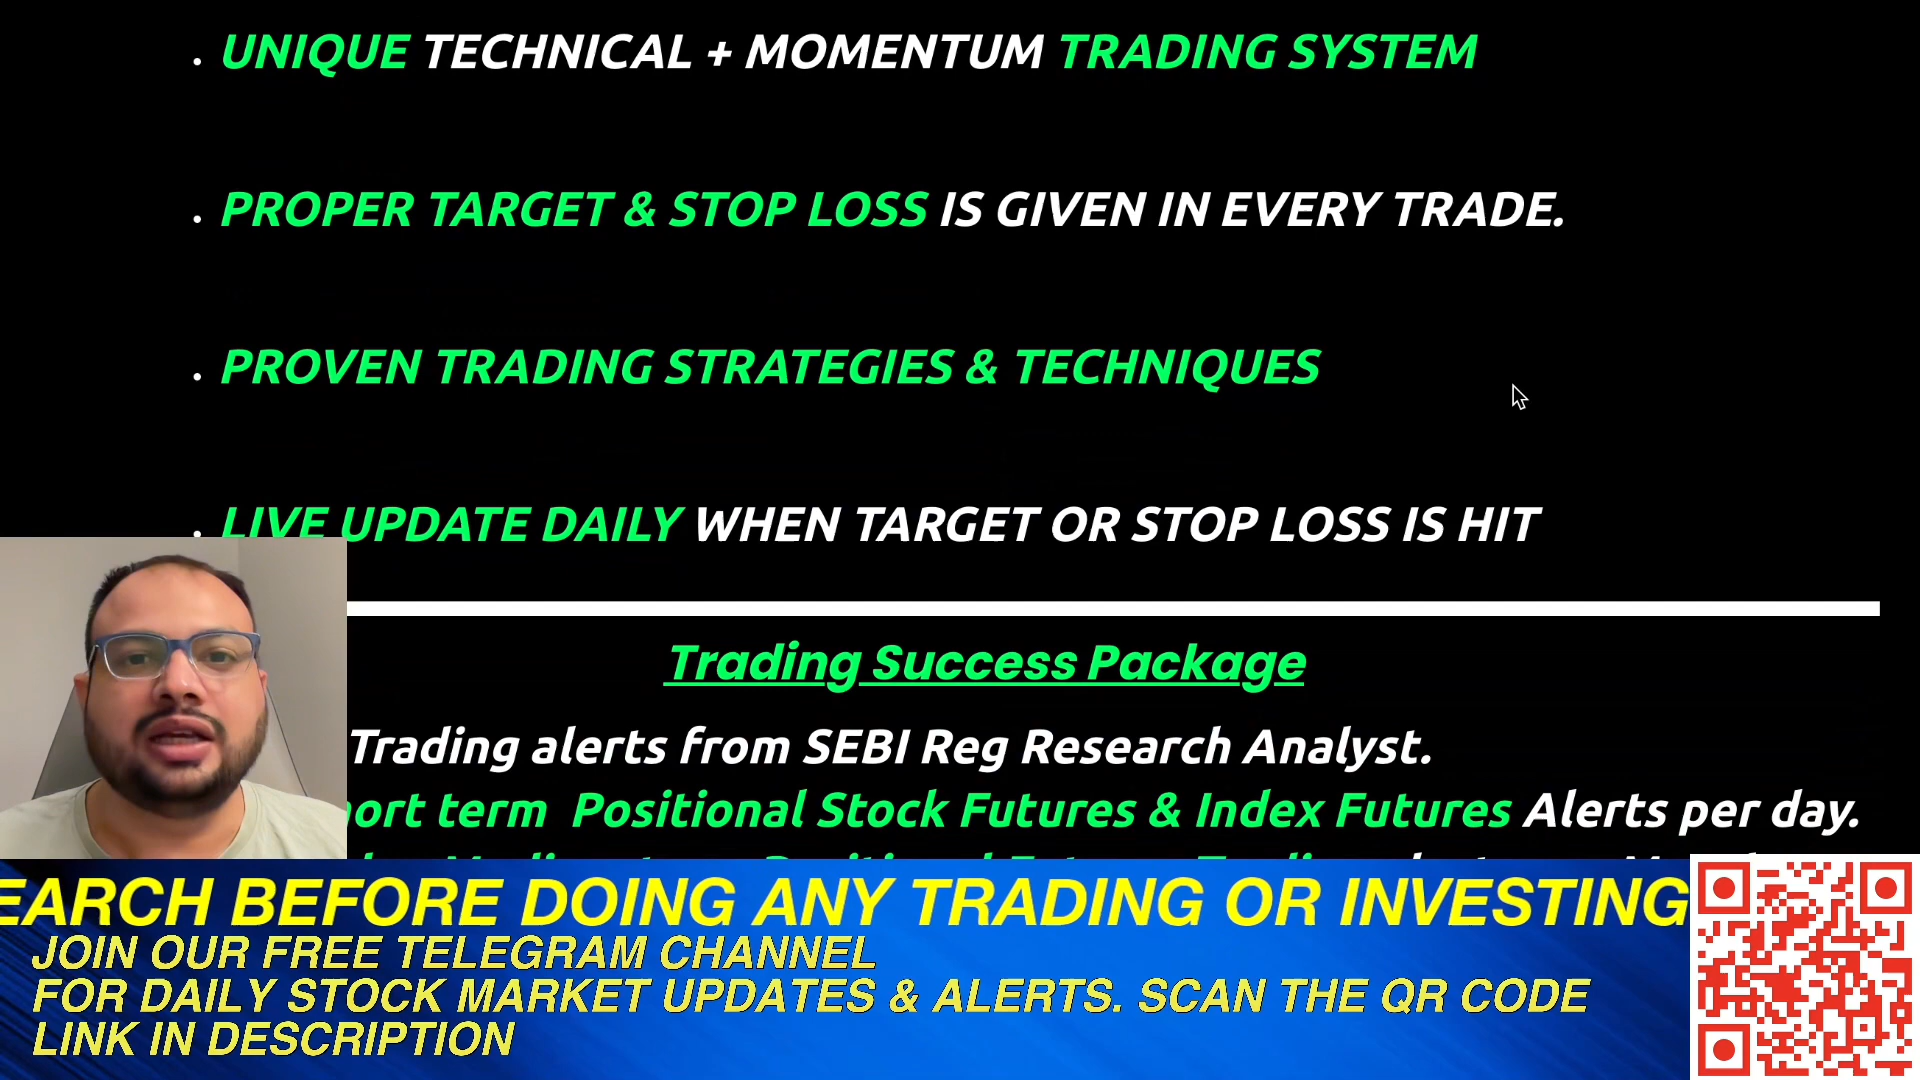 UNIQUE TECHNICAL + MOMENTUM TRADING SYSTEM
PROPER TARGET & STOP LOSS IS GIVEN IN EVERY TRADE.
PROVEN TRADING STRATEGIES & TECHNIQUES
LIVE UPDATE DAILY WHEN TARGET OR STOP LOSS IS HIT
Trading Success Package
Trading alerts from SEBI Reg Research Analyst.
term Positional Stock Futures & Index Futures Alerts per day.
BEFORE DOING ANY TRADING OR INVESTING
JOIN OUR FREE TELEGRAM CHANNEL
FOR DAILY STOCK MARKET UPDATES & ALERTS. SCAN THE QR CODE
LINK IN DESCRIPTION